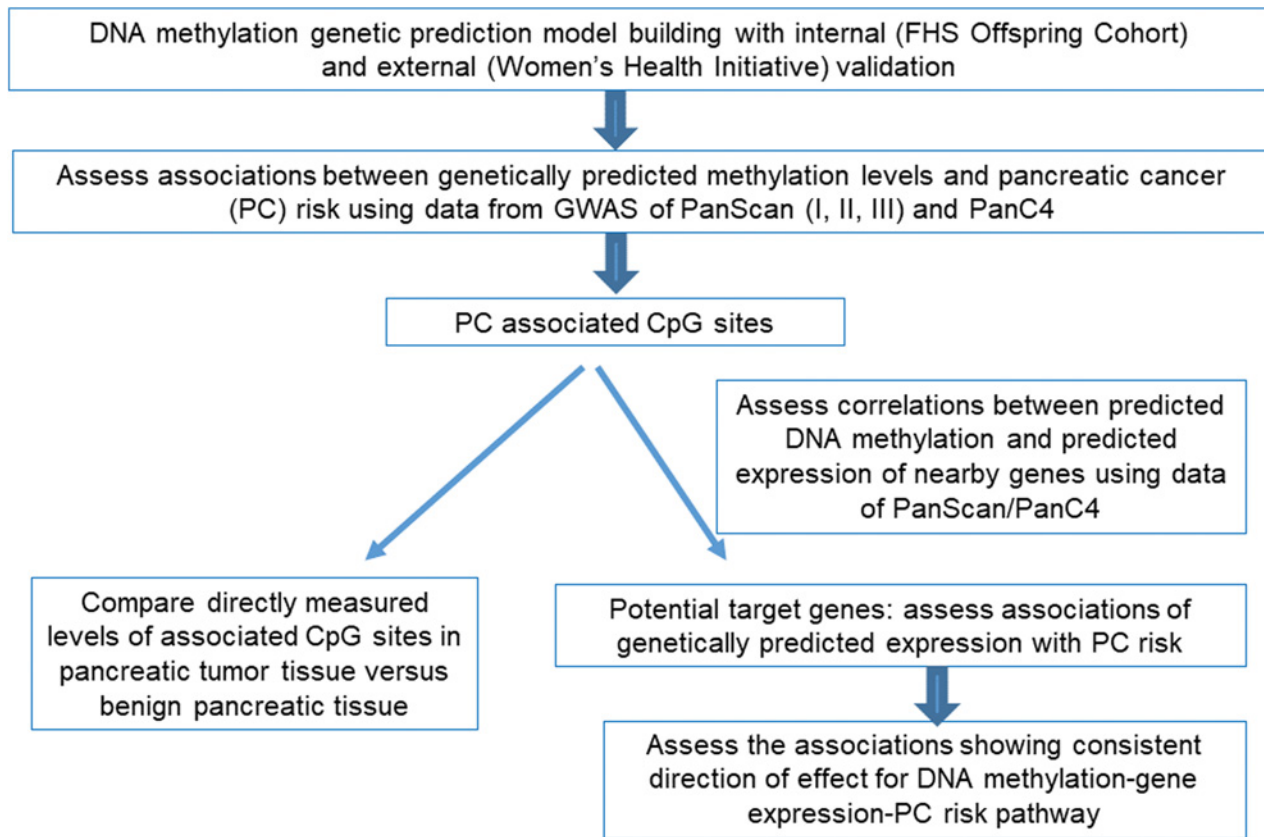 DNA methylation genetic prediction model building with internal (FHS Offspring Cohort)
and external (Women's Health Initiative) validation
Assess associations between genetically predicted methylation levels and pancreatic cancer
(PC) risk using data from GWAS of PanScan (I, II, III) and PanC4
PC associated CpG sites
Assess correlations between predicted
DNA methylation and predicted
expression of nearby genes using data
of PanScan/PanC4
Compare directly measured
levels of associated CpG sites in
pancreatic tumor tissue versus
benign pancreatic tissue
Potential target genes: assess associations of
genetically predicted expression with PC risk
Assess the associations showing consistent
direction of effect for DNA methylation-gene
expression-PC risk pathway